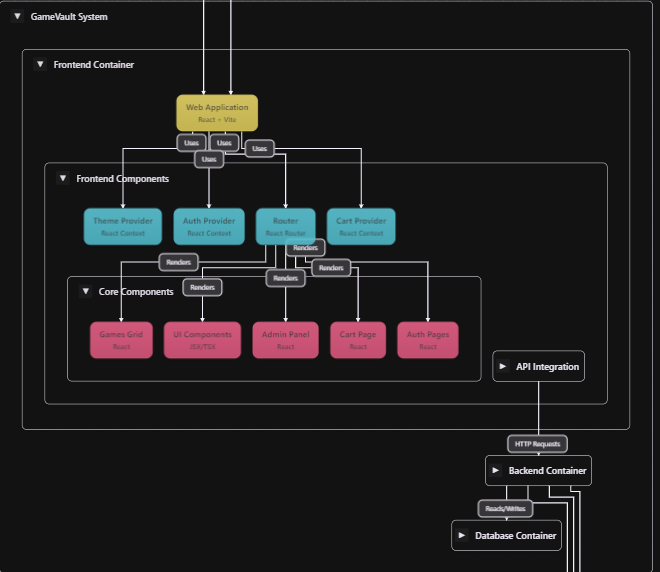 GameVault System
Frontend Container
Web Application
React + Vite
Uses
Uses
Uses
Uses
Frontend Components
Theme Provider
React Context
Auth Provider
React Context
Router
React Router
Cart Provider
React Context
Renders
Renders
Renders
Renders
Renders
Core Components
Games Grid
React
UI Components
JSX/TSX
Admin Panel
React
Cart Page
React
Auth Pages
React
API Integration
HTTP Requests
Backend Container
Reads/Writes
Database Container